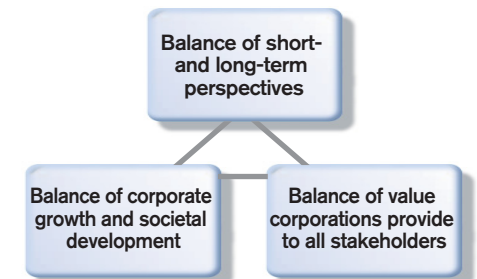 Balance of short-
and long-term
perspectives
Balance of corporate
growth and societal
development
Balance of value
corporations provide
to all stakeholders